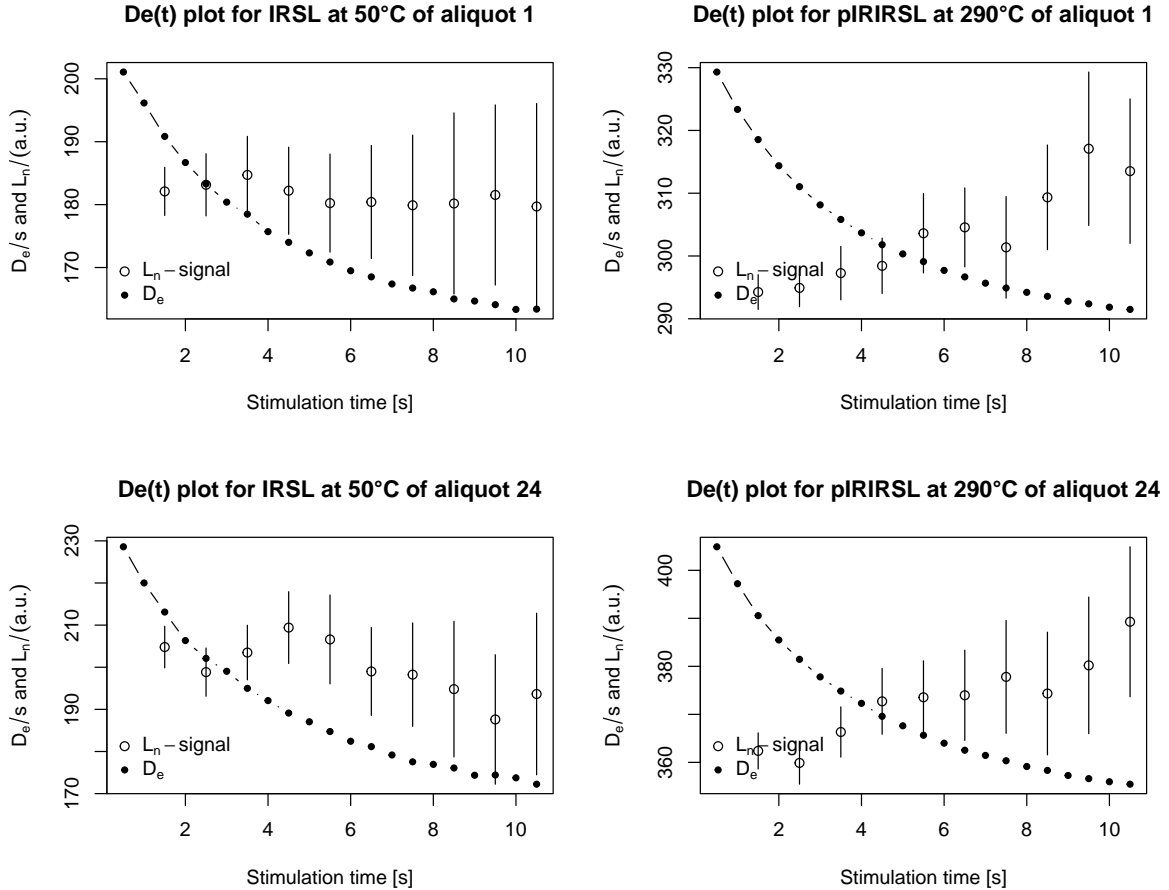 De(t) plot for IRSL at 50°C of aliquot 1
De/s and Ln/(a.u.)
200
190
180
170
Ln−signal
De
2 4 6 8 10
Stimulation time [s]
De(t) plot for pIRIRSL at 290°C of aliquot 1
De/s and Ln/(a.u.)
330
320
310
300
290
Ln−signal
De
2 4 6 8 10
Stimulation time [s]
De(t) plot for IRSL at 50°C of aliquot 24
De/s and Ln/(a.u.)
230
210
190
170
Ln−signal
De
2 4 6 8 10
Stimulation time [s]
De(t) plot for pIRIRSL at 290°C of aliquot 24
De/s and Ln/(a.u.)
400
380
360
Ln−signal
De
2 4 6 8 10
Stimulation time [s]